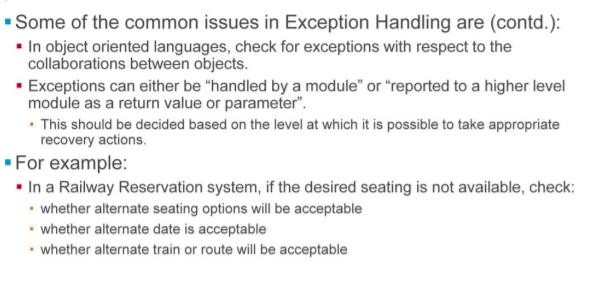 Some of the common issues in Exception Handling are (contd.):
In object oriented languages, check for exceptions with respect to the
collaborations between objects.
Exceptions can either be “handled by a module” or “reported to a higher level
module as a return value or parameter”.
This should be decided based on the level at which it is possible to take appropriate
recovery actions.
For example:
In a Railway Reservation system, if the desired seating is not available, check:
whether alternate seating options will be acceptable
whether alternate date is acceptable
whether alternate train or route will be acceptable